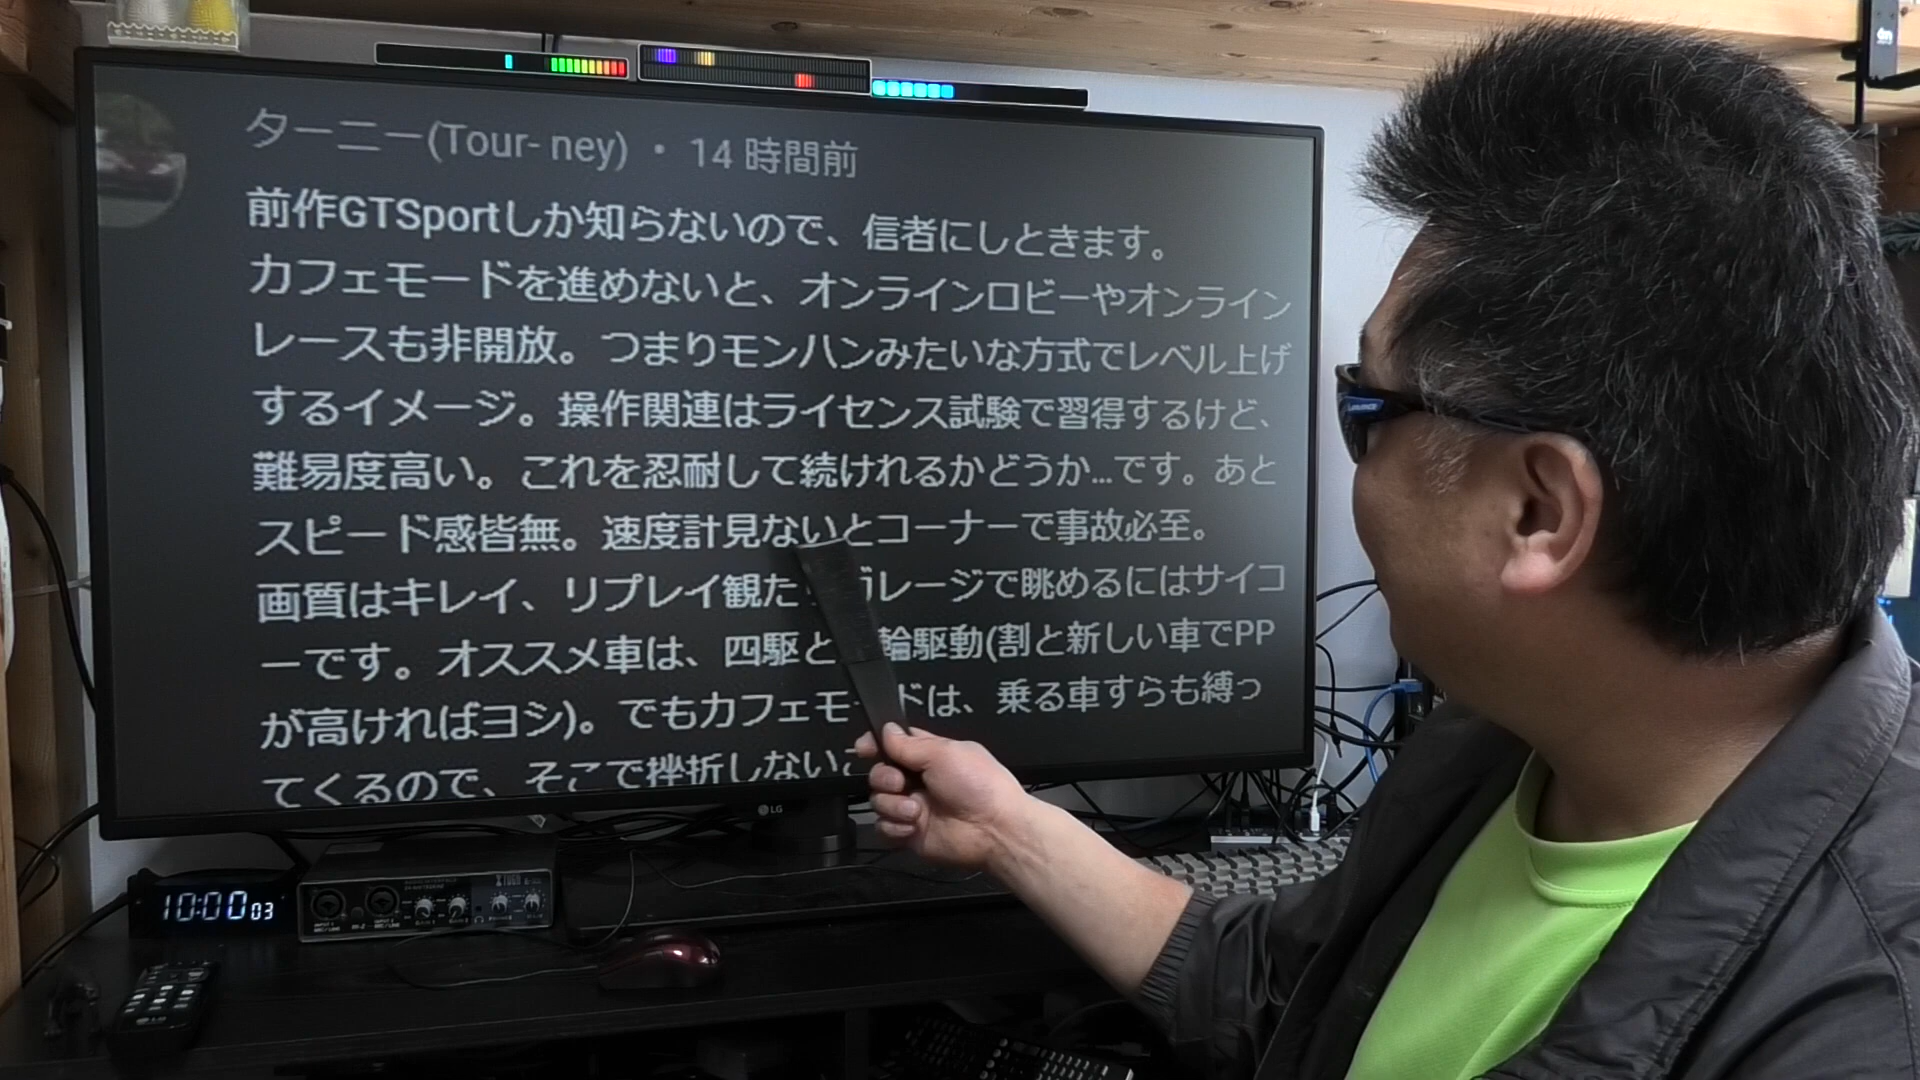 ターニー(Tour- ney) ・ 14 時間前
前作GTSportしか知らないので、信者にしときます。
カフェモードを進めないと、オンラインロビーやオンライン
レースも非開放。つまりモンハンみたいな方式でレベル上げ
するイメージ。操作関連はライセンス試験で習得するけど、
難易度高い。これを忍耐して続けれるかどうか...です。あと
スピード感皆無。速度計見ないとコーナーで事故必至。
画質はキレイ、リプレイ観た ガレージで眺めるにはサイコ
ーです。オススメ車は、四駆と 輪駆動(割と新しい車でPP
が高ければヨシ)。でもカフェモードは、乗る車すらも縛っ
てくるので、そこで挫折しないこ
LG
10:00 03